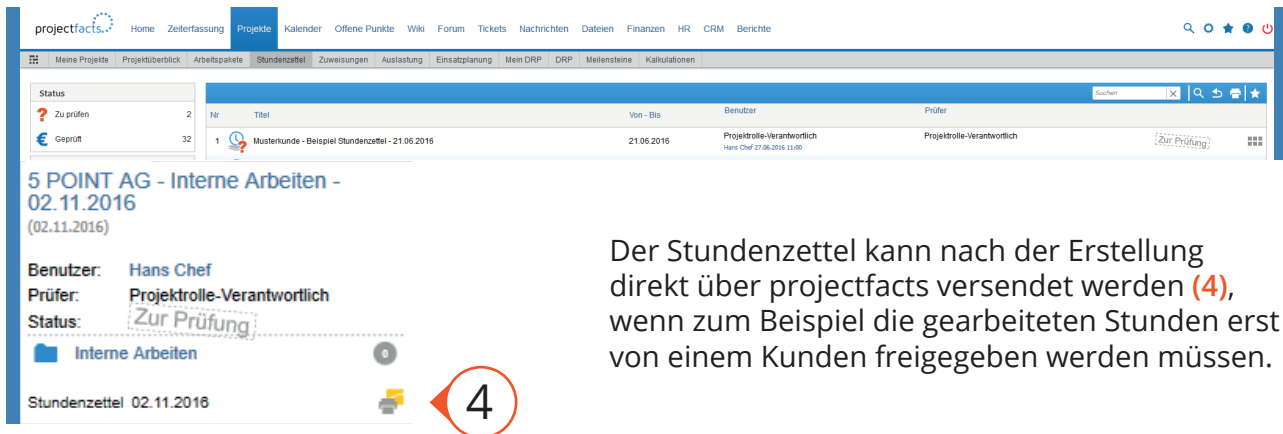 projectfacts Home Zeiterfassung Projekte Kalender Offene Punkte Wiki Forum Tickets Nachrichten Dateien Finanzen HR CRM Berichte
Meine Projekte Projektüberblick Arbeitspakete Stundenzettel Zuweisungen Auslastung Einsatzplanung Mein DRP DRP Meilensteine Kalkulationen
Status
Suchen
Zu prüfen 2
Nr Titel Von - Bis Benutzer Prüfer
Geprüft 32
1 Musterkunde - Beispiel Stundenzettel - 21.06.2016 21.06.2016 Projektrolle-Verantwortlich Projektrolle-Verantwortlich Zur Prüfung
Hans Chef 27.06.2016 11:00
5 POINT AG - Interne Arbeiten -
02.11.2016
(02.11.2016)
Benutzer: Hans Chef
Prüfer: Projektrolle-Verantwortlich
Status: Zur Prüfung
Interne Arbeiten 0
Stundenzettel 02.11.2016
4
Der Stundenzettel kann nach der Erstellung
direkt über projectfacts versendet werden (4),
wenn zum Beispiel die gearbeiteten Stunden erst
von einem Kunden freigegeben werden müssen.